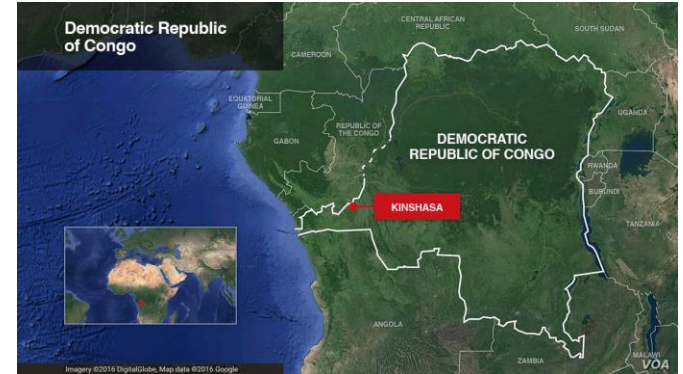 Democratic Republic
of Congo
CENTRAL AFRICAN
REPUBLIC
SOUTH SUDAN
CAMEROON
EQUATORIAL
GUINEA
UGANDA
REPUBLIC OF
THE CONGO
GABON
DEMOCRATIC
REPUBLIC OF CONGO
RWANDA
BURUNDI
KINSHASA
TANZANIA
ANGOLA
ZAMBIA
MALAWI
VOA
Imagery ©2016 DigitalGlobe, Map data ©2016 Google